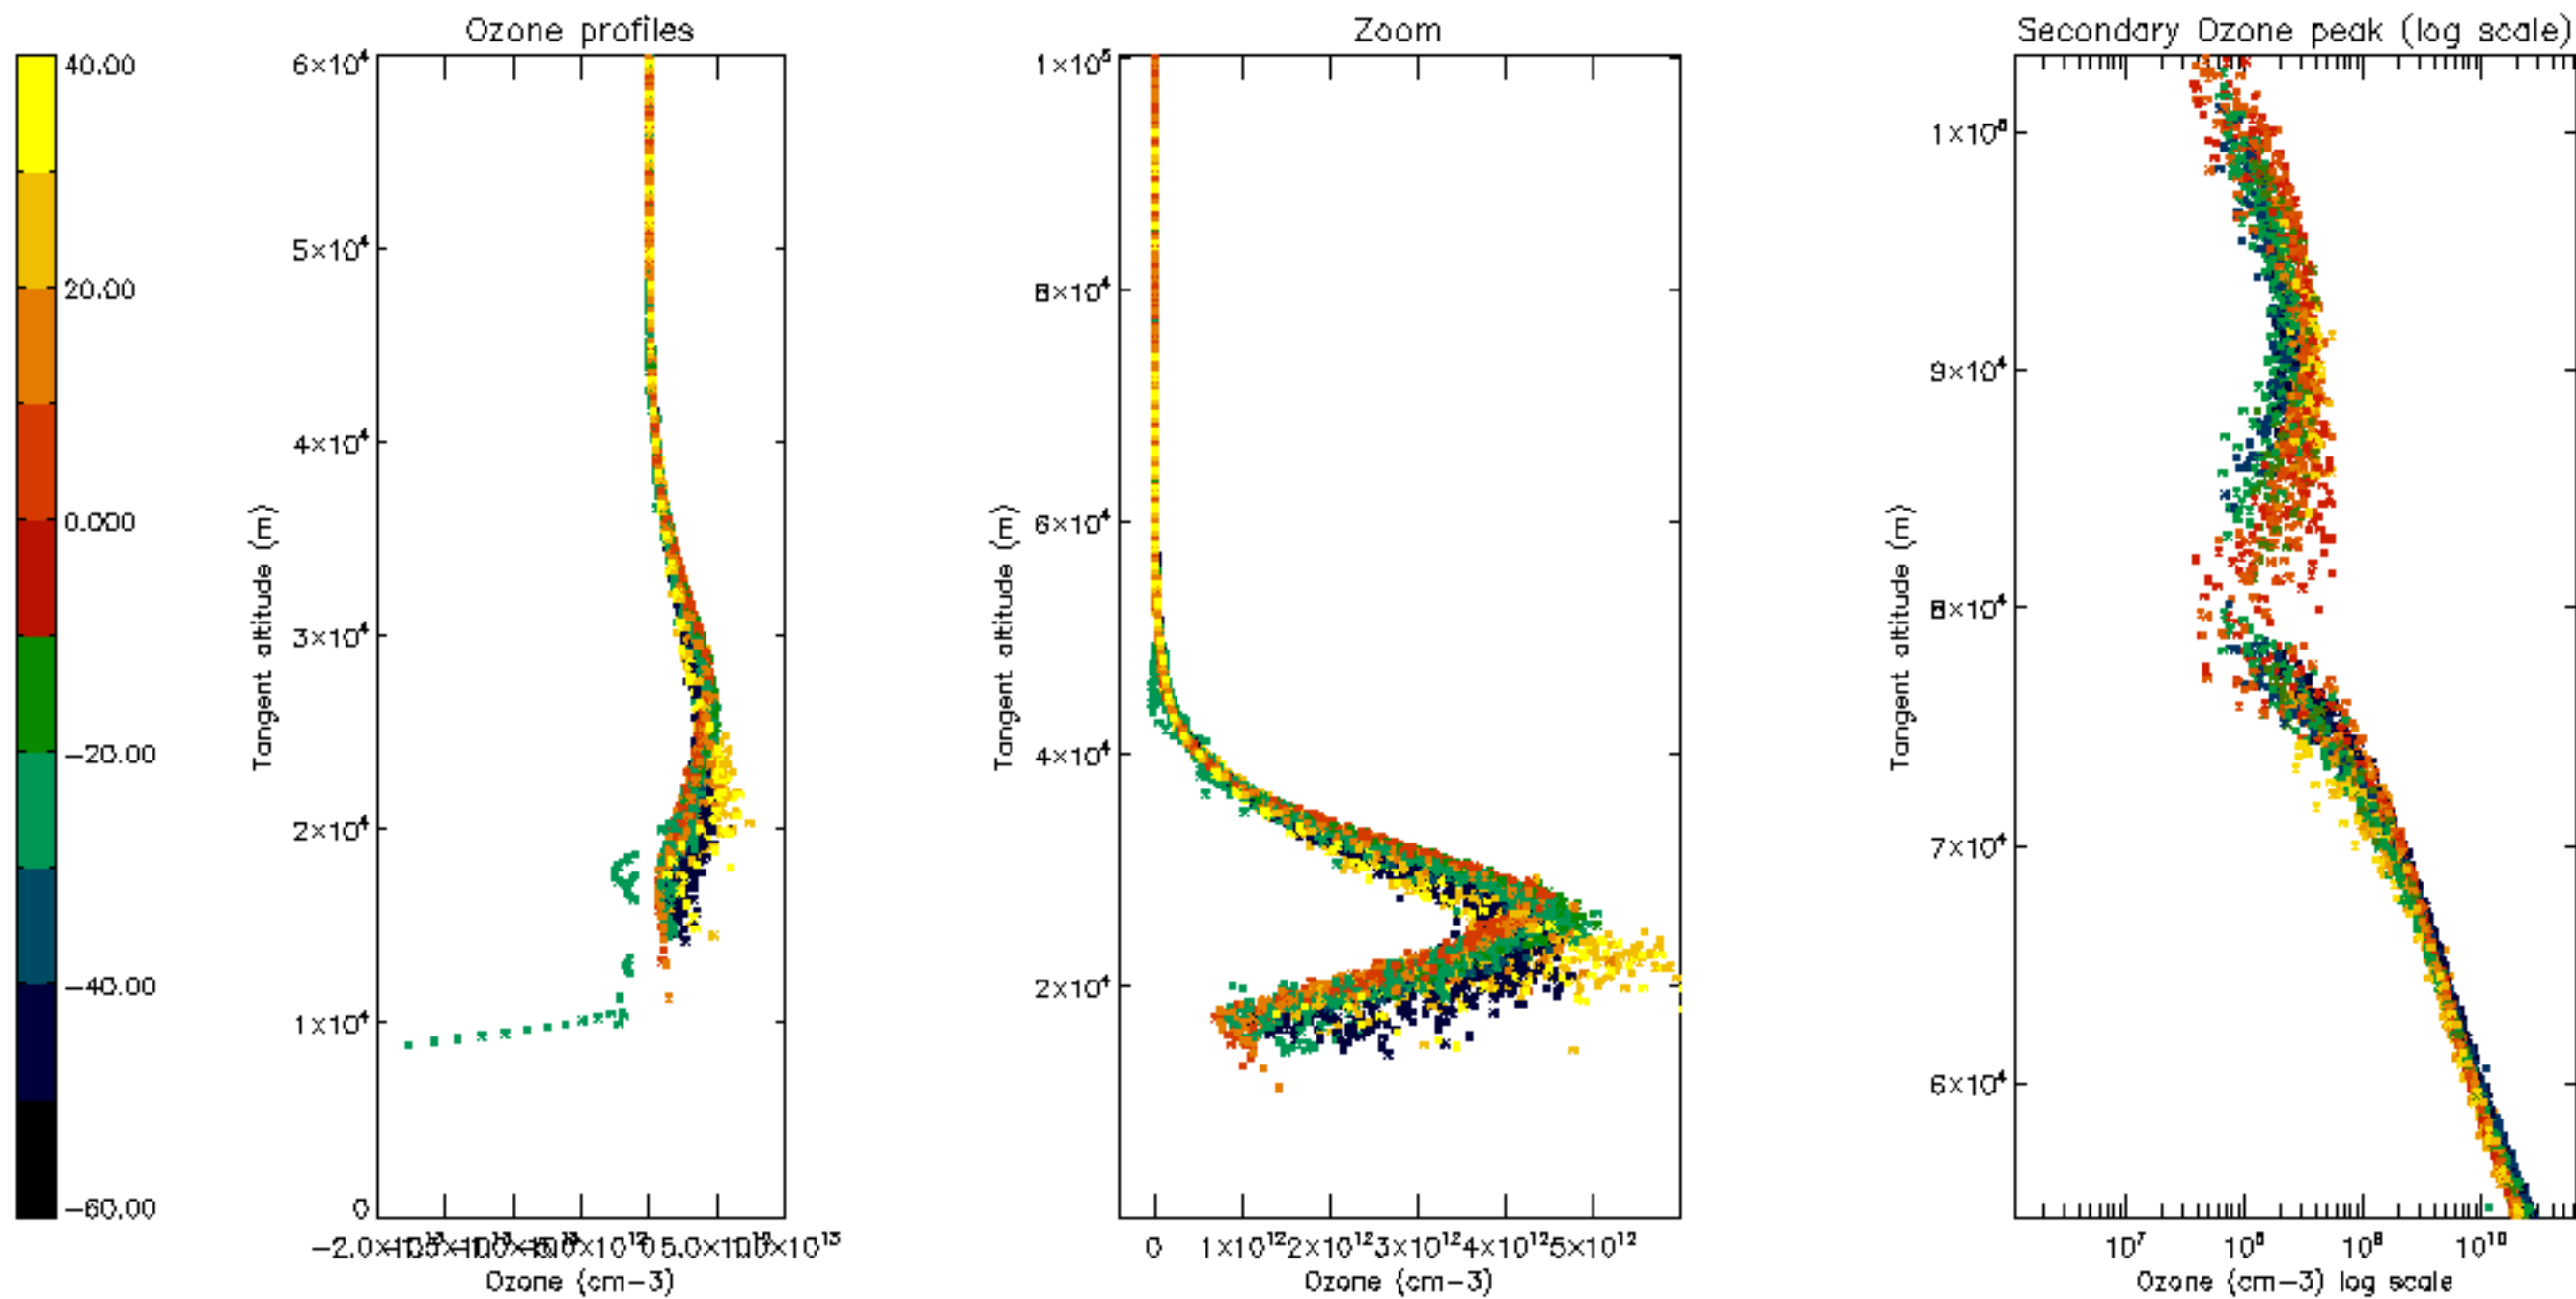 Ozone profiles
Zoom
Secondary Ozone peak (log scale)
40.00
20.00
0.000
−20.00
−40.00
−60.00
6×10⁴
5×10⁴
4×10⁴
3×10⁴
2×10⁴
1×10⁴
0
Tangent altitude (m)
Ozone (cm−3)
1×10⁵
8×10⁴
6×10⁴
4×10⁴
2×10⁴
Tangent altitude (m)
0 1×10¹² 2×10¹² 3×10¹² 4×10¹² 5×10¹²
Ozone (cm−3)
9×10⁴
8×10⁴
7×10⁴
6×10⁴
Tangent altitude (m)
10⁷ 10⁸ 10⁹ 10¹⁰
Ozone (cm−3) log scale